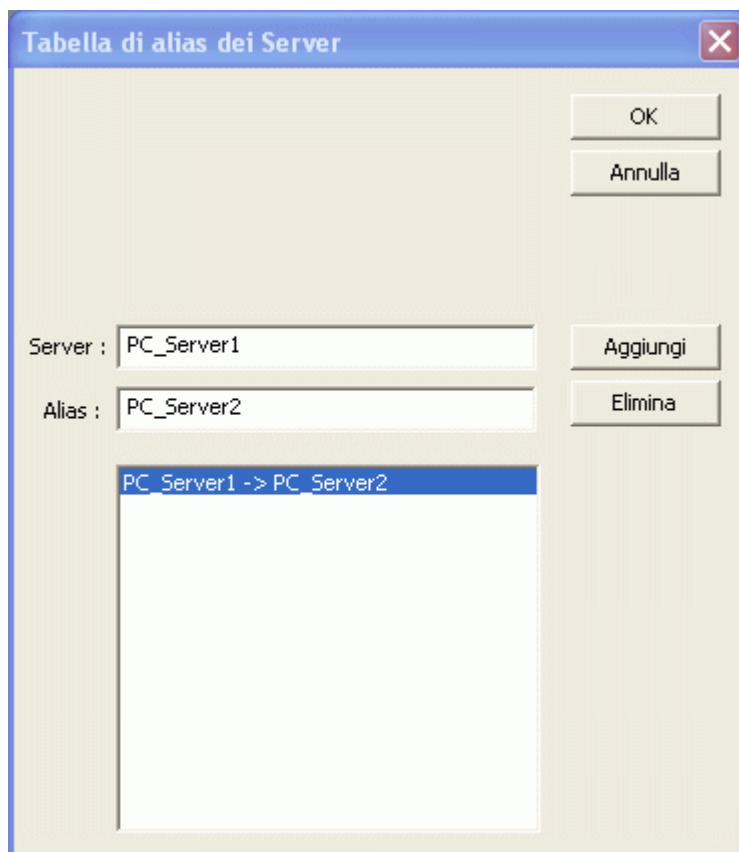 Tabella di alias dei Server
OK
Annulla
Server : PC_Server1
Aggiungi
Alias : PC_Server2
Elimina
PC_Server1 -> PC_Server2